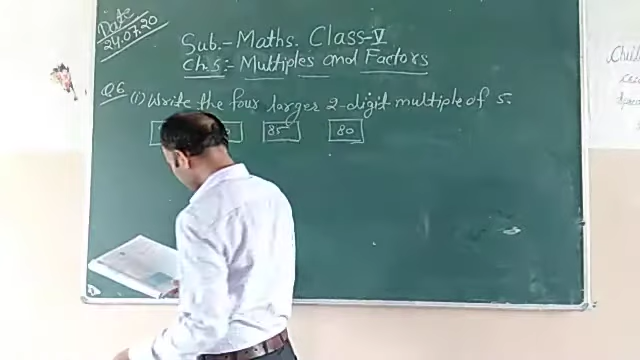 Date
24.07.20
Sub.- Maths. Class-V
Ch.5:- Multiples and Factors
Q6 (i) Write the four larger 2-digit multiple of 5.
85 80